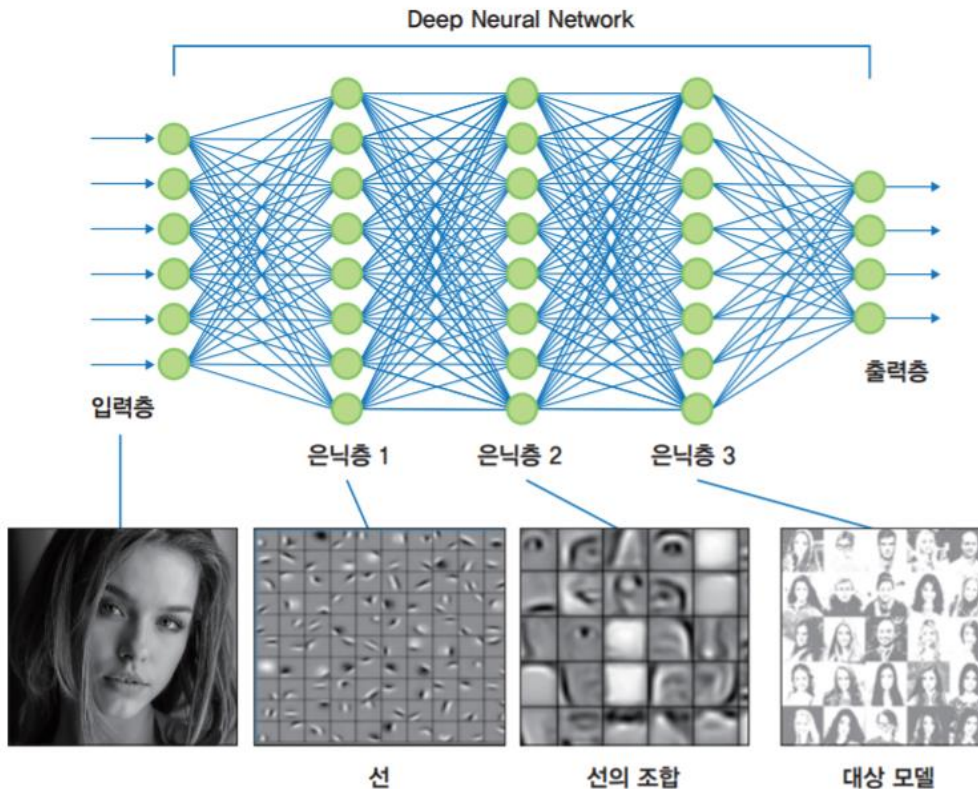 Deep Neural Network
입력층
출력층
은닉층 1
은닉층 2
은닉층 3
선
선의 조합
대상 모델